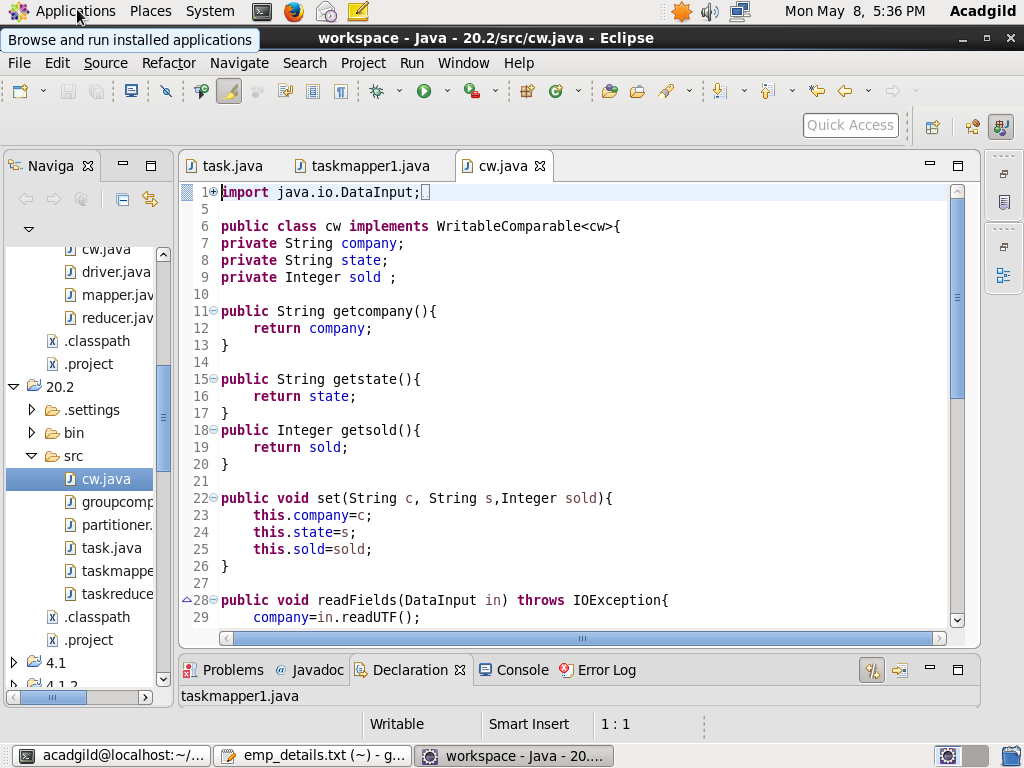 Applications Places System Mon May 8, 5:36 PM Acadgild
Browse and run installed applications
workspace - Java - 20.2/src/cw.java - Eclipse
File Edit Source Refactor Navigate Search Project Run Window Help
Quick Access
Naviga
task.java taskmapper1.java cw.java
cw.java
driver.java
mapper.jav
reducer.jav
.classpath
.project
20.2
.settings
bin
src
cw.java
groupcomp
partitioner.
task.java
taskmappe
taskreduce
.classpath
.project
4.1
4.1.2
1 import java.io.DataInput;
5
6 public class cw implements WritableComparable<cw>{
7 private String company;
8 private String state;
9 private Integer sold ;
10
11 public String getcompany(){
12 return company;
13 }
14
15 public String getstate(){
16 return state;
17 }
18 public Integer getsold(){
19 return sold;
20 }
21
22 public void set(String c, String s,Integer sold){
23 this.company=c;
24 this.state=s;
25 this.sold=sold;
26 }
27
28 public void readFields(DataInput in) throws IOException{
29 company=in.readUTF();
Problems Javadoc Declaration Console Error Log
taskmapper1.java
Writable Smart Insert 1 : 1
acadgild@localhost:~/... emp_details.txt (~) - g... workspace - Java - 20....